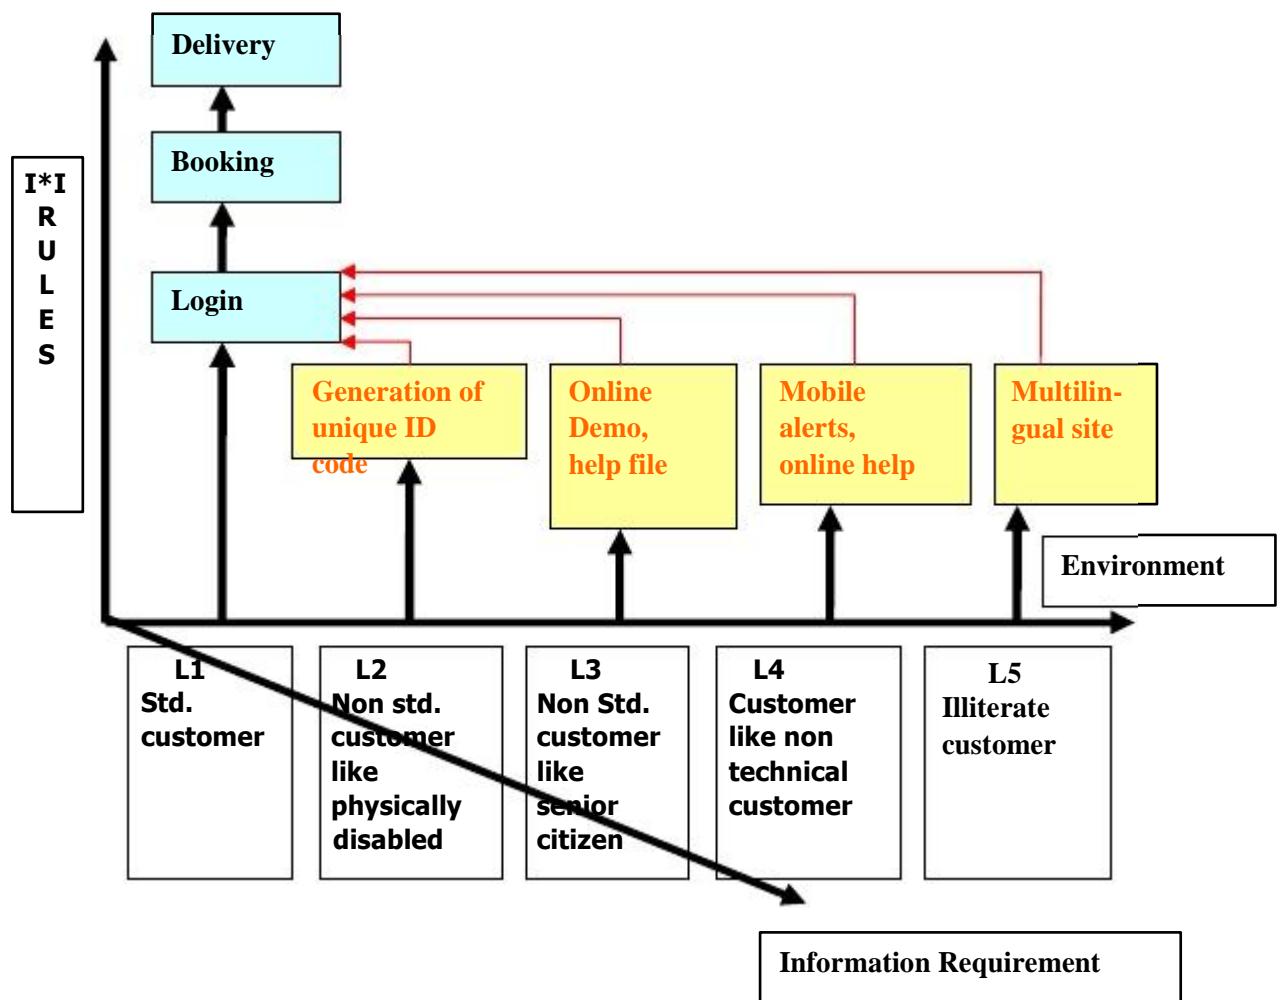 Delivery
Booking
I*I
R
U
L
E
S
Login
Generation of
unique ID
code
Online
Demo,
help file
Mobile
alerts,
online help
Multilin-
gual site
Environment
L1
Std.
customer
L2
Non std.
customer
like
physically
disabled
L3
Non Std.
customer
like
senior
citizen
L4
Customer
like non
technical
customer
L5
Illiterate
customer
Information Requirement